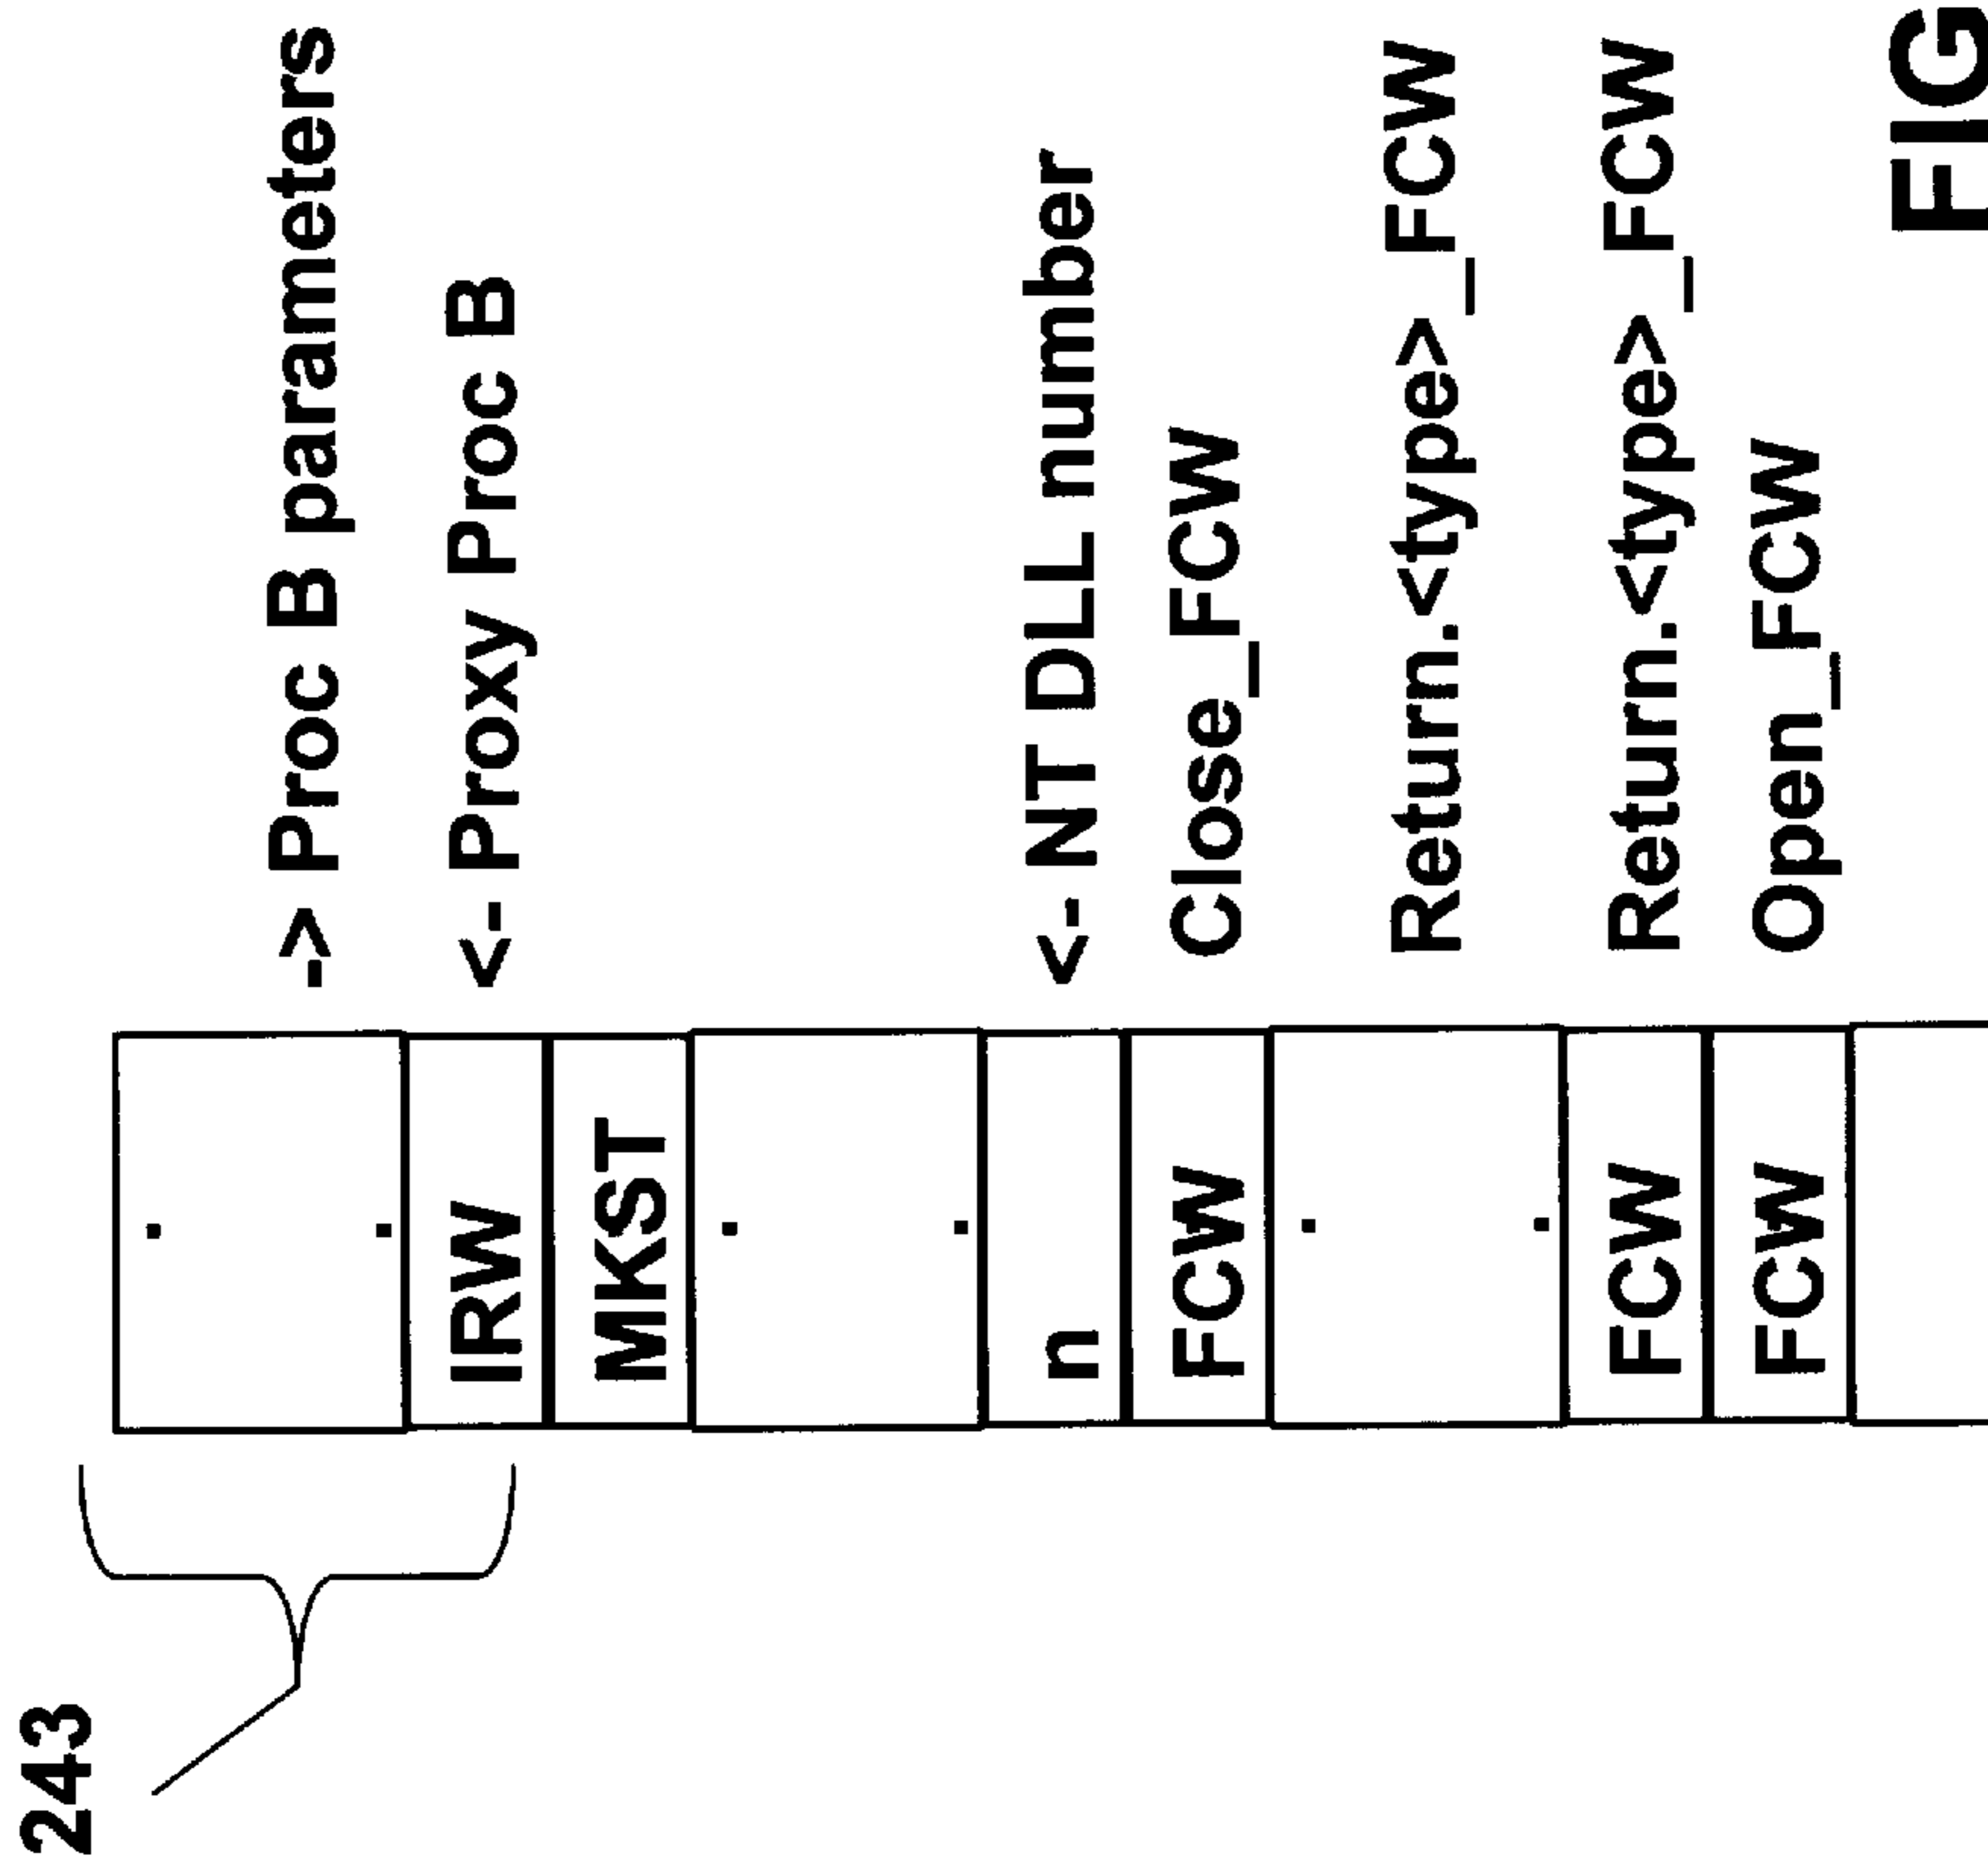 243
-> Proc B parameters
IRW <- Proxy Proc B
MKST
n <- NT DLL number
FCW Close_FCW
Return.<type>_FCW
FCW Return.<type>_FCW
FCW Open_FCW
FIG